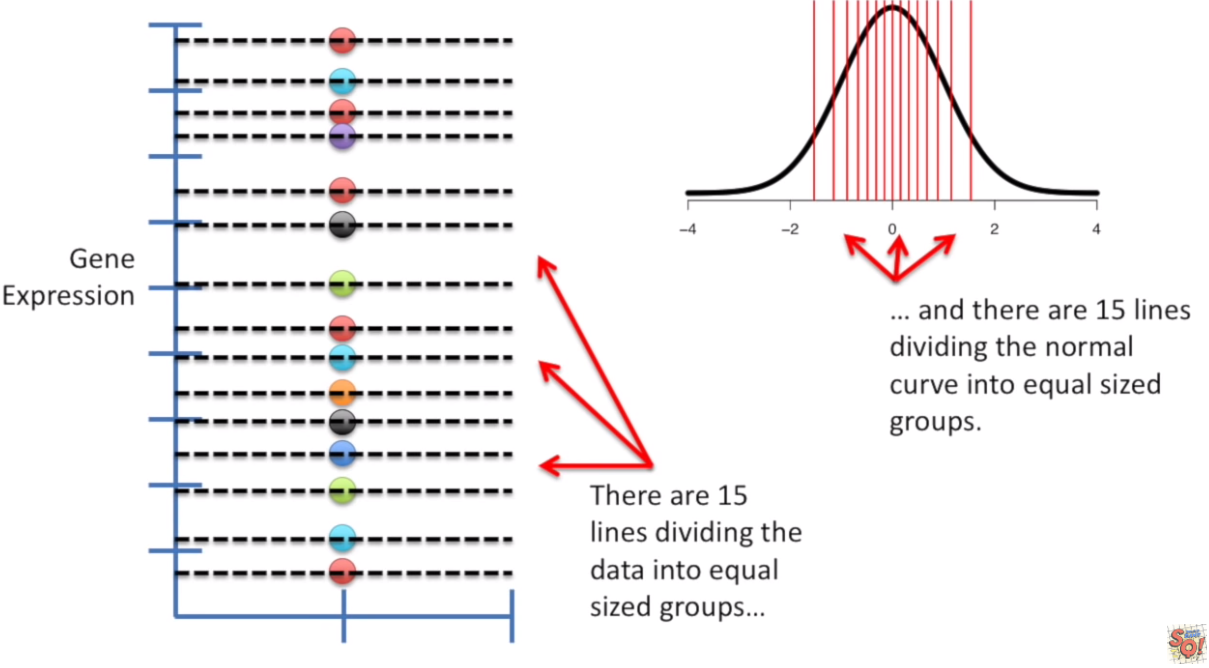 Gene
Expression
−4
−2
0
2
4
... and there are 15 lines
dividing the normal
curve into equal sized
groups.
There are 15
lines dividing the
data into equal
sized groups...
SQ!